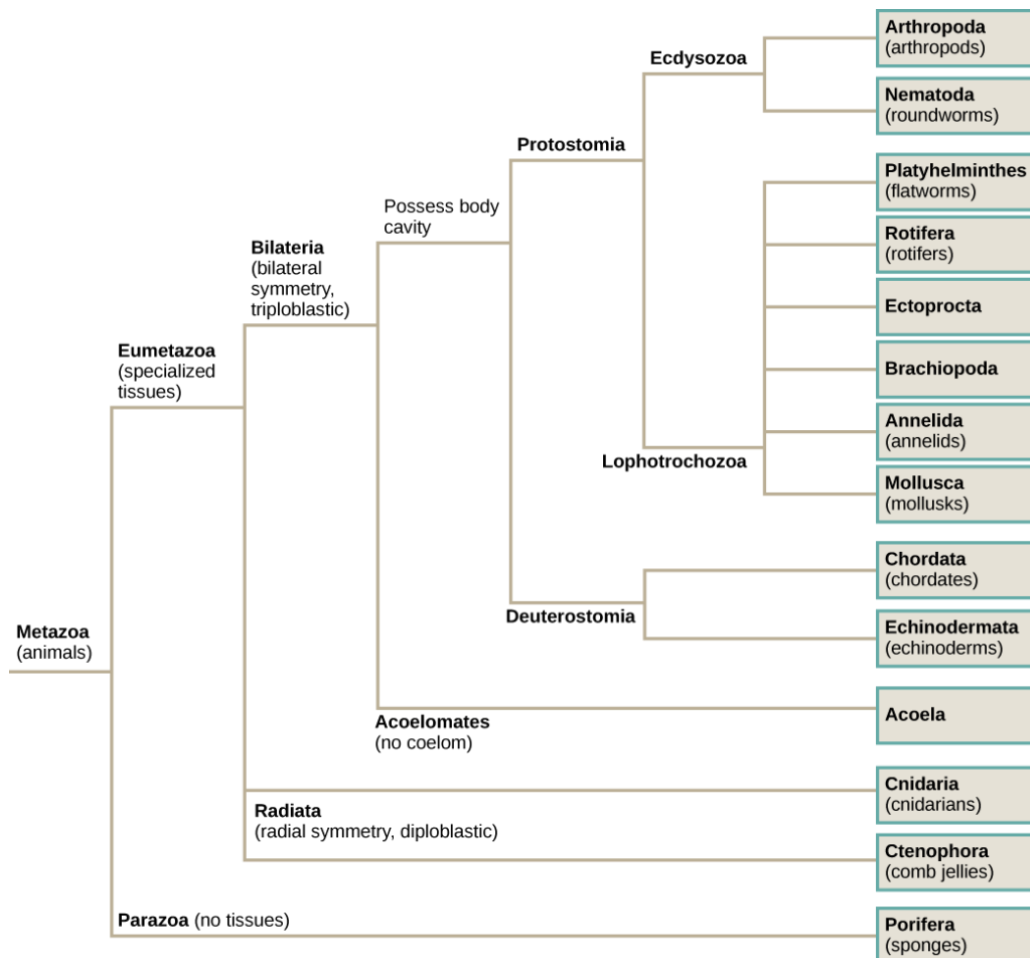 Arthropoda
(arthropods)
Ecdysozoa
Nematoda
(roundworms)
Protostomia
Platyhelminthes
(flatworms)
Possess body
cavity
Rotifera
(rotifers)
Bilateria
(bilateral
symmetry,
triploblastic)
Ectoprocta
Eumetazoa
(specialized
tissues)
Brachiopoda
Annelida
(annelids)
Lophotrochozoa
Mollusca
(mollusks)
Chordata
(chordates)
Deuterostomia
Echinodermata
(echinoderms)
Metazoa
(animals)
Acoelomates
(no coelom)
Acoela
Cnidaria
(cnidarians)
Radiata
(radial symmetry, diploblastic)
Ctenophora
(comb jellies)
Parazoa (no tissues)
Porifera
(sponges)